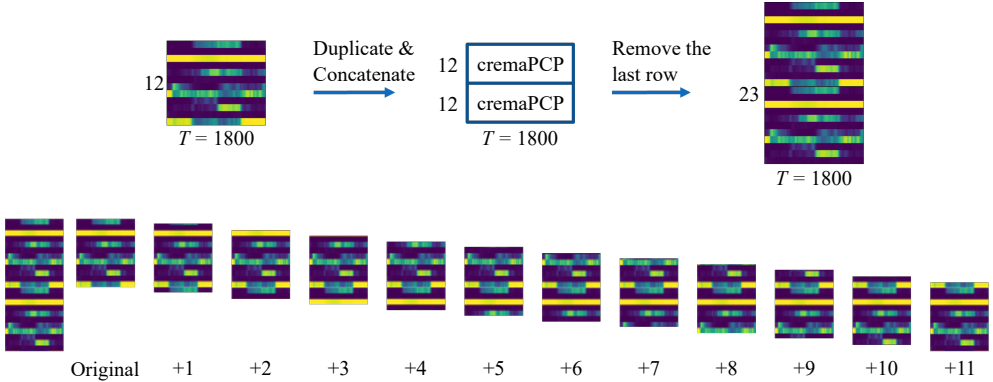 12
T = 1800
Duplicate &
Concatenate
12 cremaPCP
12 cremaPCP
T = 1800
Remove the
last row
23
T = 1800
Original +1 +2 +3 +4 +5 +6 +7 +8 +9 +10 +11